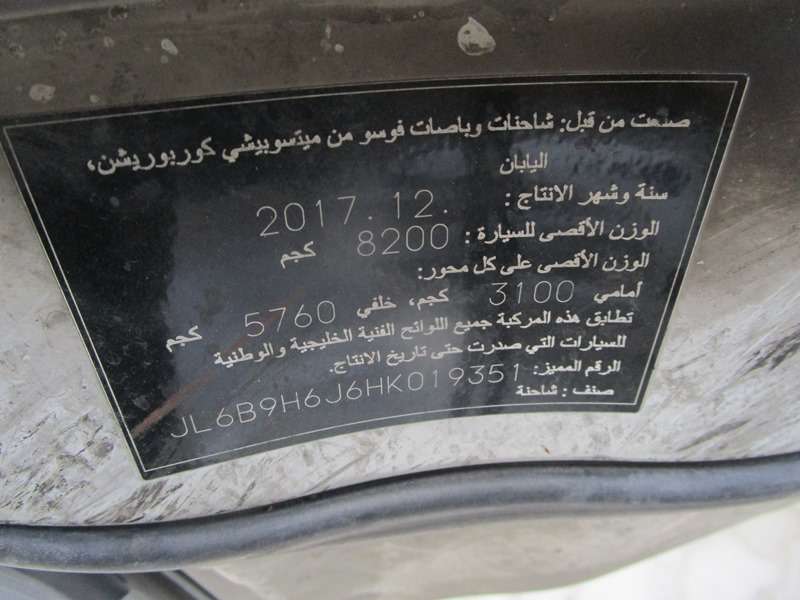 صنعت من قبل: شاحنات وباصات فوسو من ميتسوبيشي كوربوريشن،
اليابان
سنة وشهر الانتاج : 2017.12.
الوزن الأقصى للسيارة : 8200 كجم
الوزن الأقصى على كل محور:
أمامي 3100 كجم، خلفي 5760 كجم
تطابق هذه المركبة جميع اللوائح الفنية الخليجية والوطنية
للسيارات التي صدرت حتى تاريخ الانتاج.
الرقم المميز: JL6B9H6J6HK019351
صنف : شاحنة